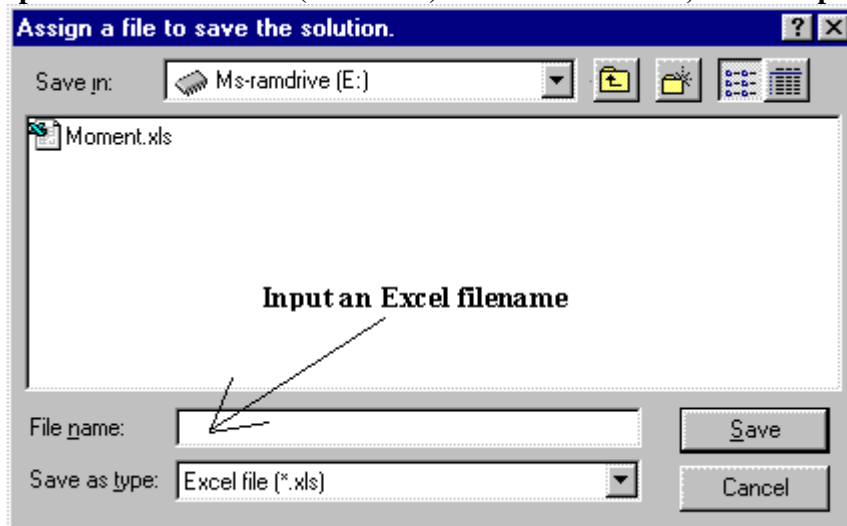 Assign a file to save the solution.
Save in: Ms-ramdrive (E:)
Moment.xls
Input an Excel filename
File name: Save
Save as type: Excel file (*.xls) Cancel